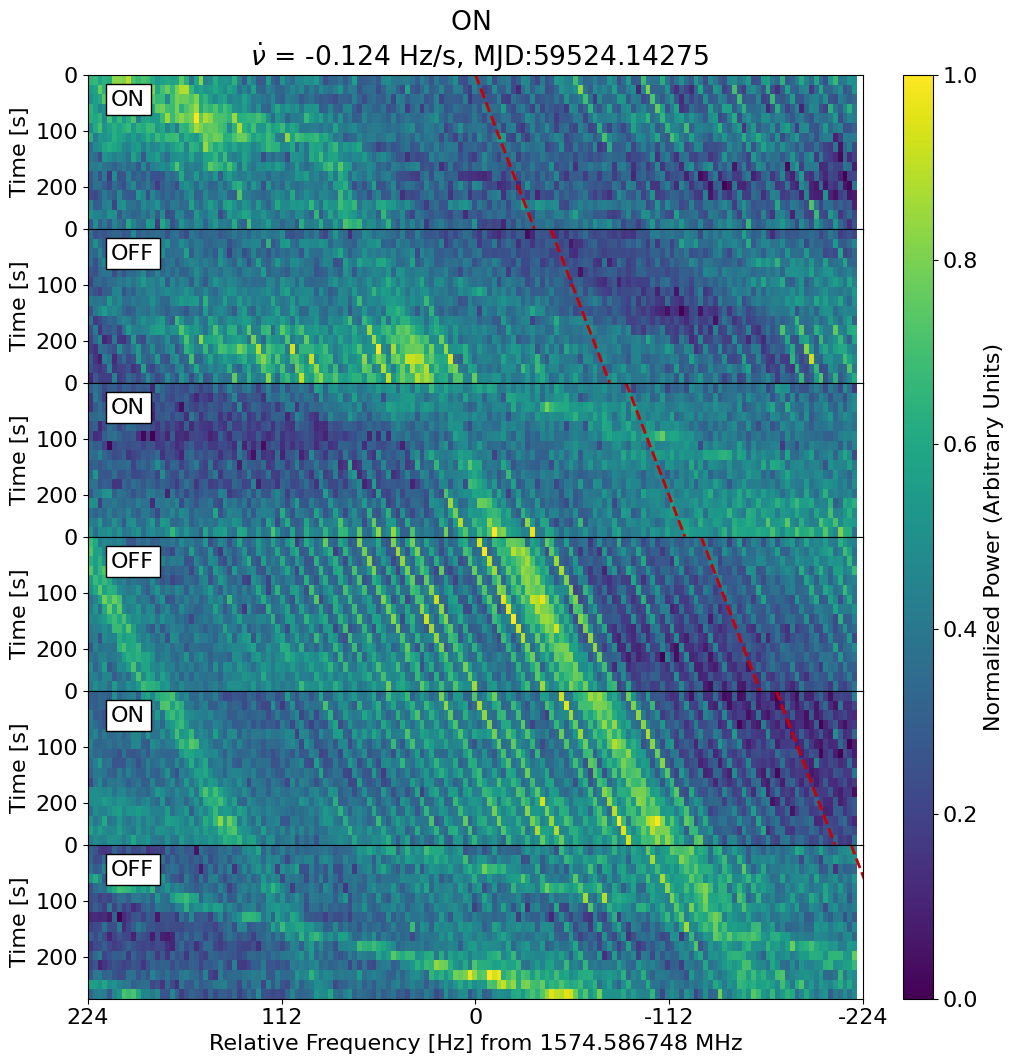 ON
ν̇ = -0.124 Hz/s, MJD:59524.14275
0
ON
100
200
Time [s]
0
OFF
100
200
Time [s]
0
ON
100
200
Time [s]
0
OFF
100
200
Time [s]
0
ON
100
200
Time [s]
0
OFF
100
200
Time [s]
224 112 0 -112 -224
Relative Frequency [Hz] from 1574.586748 MHz
1.0
0.8
0.6
0.4
0.2
0.0
Normalized Power (Arbitrary Units)